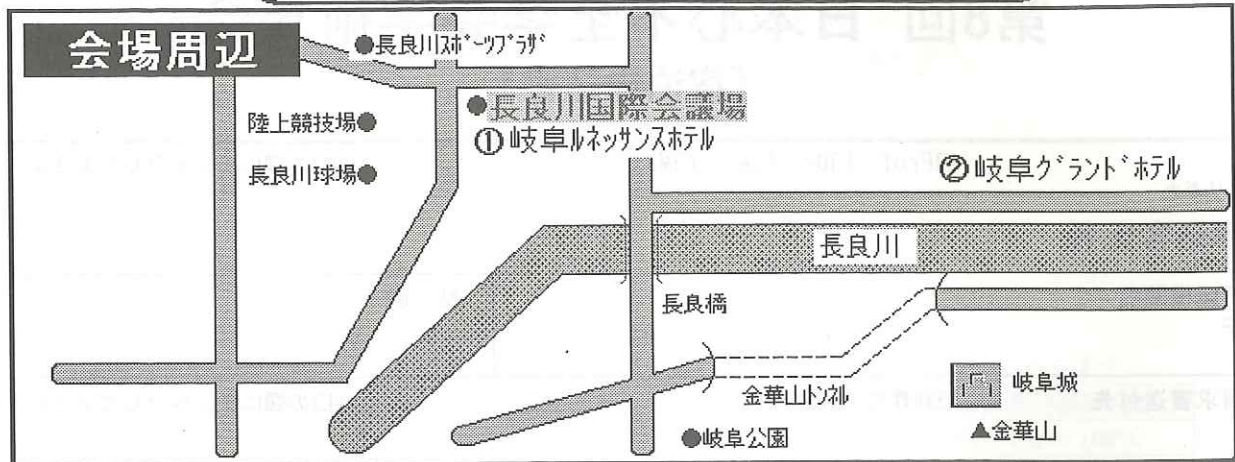 会場周辺
●長良川ｽﾎﾟｰﾂﾌﾟﾗｻﾞ
●長良川国際会議場
①岐阜ﾙﾈｯｻﾝｽﾎﾃﾙ
陸上競技場●
長良川球場●
②岐阜ｸﾞﾗﾝﾄﾞﾎﾃﾙ
長良川
長良橋
金華山ﾄﾝﾈﾙ
岐阜城
●岐阜公園
▲金華山